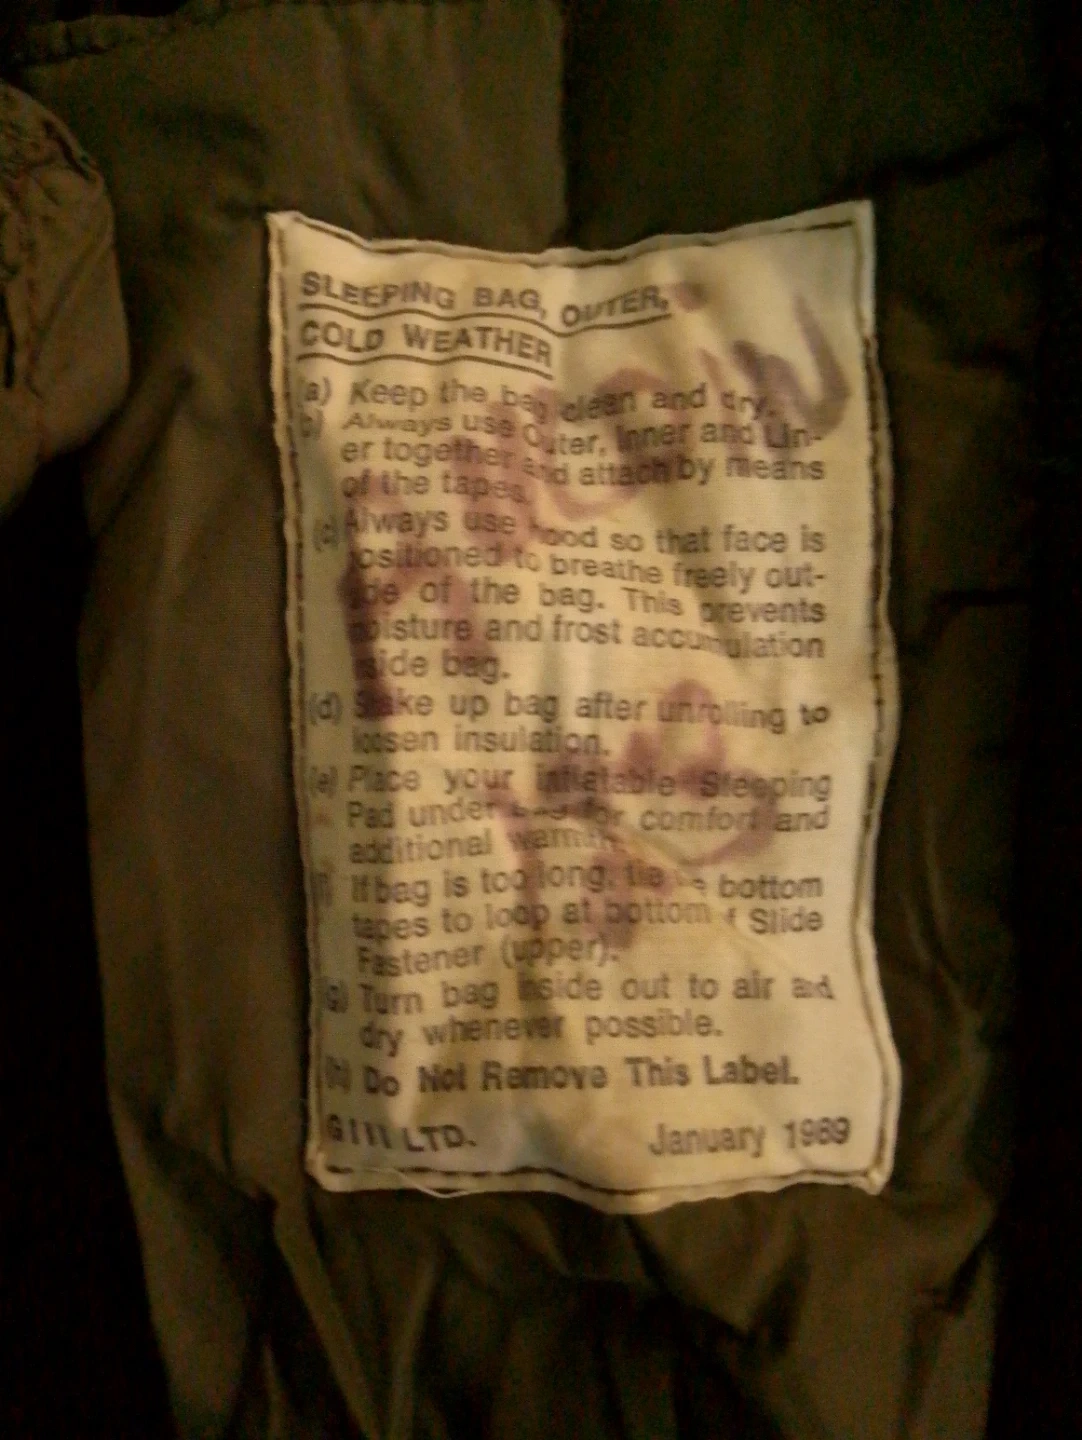 SLEEPING BAG, OUTER,
COLD WEATHER
(a) Keep the bag clean and dry.
(b) Always use Outer, Inner and Lin-
er together and attach by means
of the tapes.
(c) Always use hood so that face is
positioned to breathe freely out-
side of the bag. This prevents
moisture and frost accumulation
inside bag.
(d) Shake up bag after unrolling to
loosen insulation.
(e) Place your inflatable Sleeping
Pad under bag for comfort and
additional warmth.
(f) If bag is too long, tie bottom
tapes to loop at bottom of Slide
Fastener (upper).
(g) Turn bag inside out to air and
dry whenever possible.
(h) Do Not Remove This Label.
LTD. January 1989